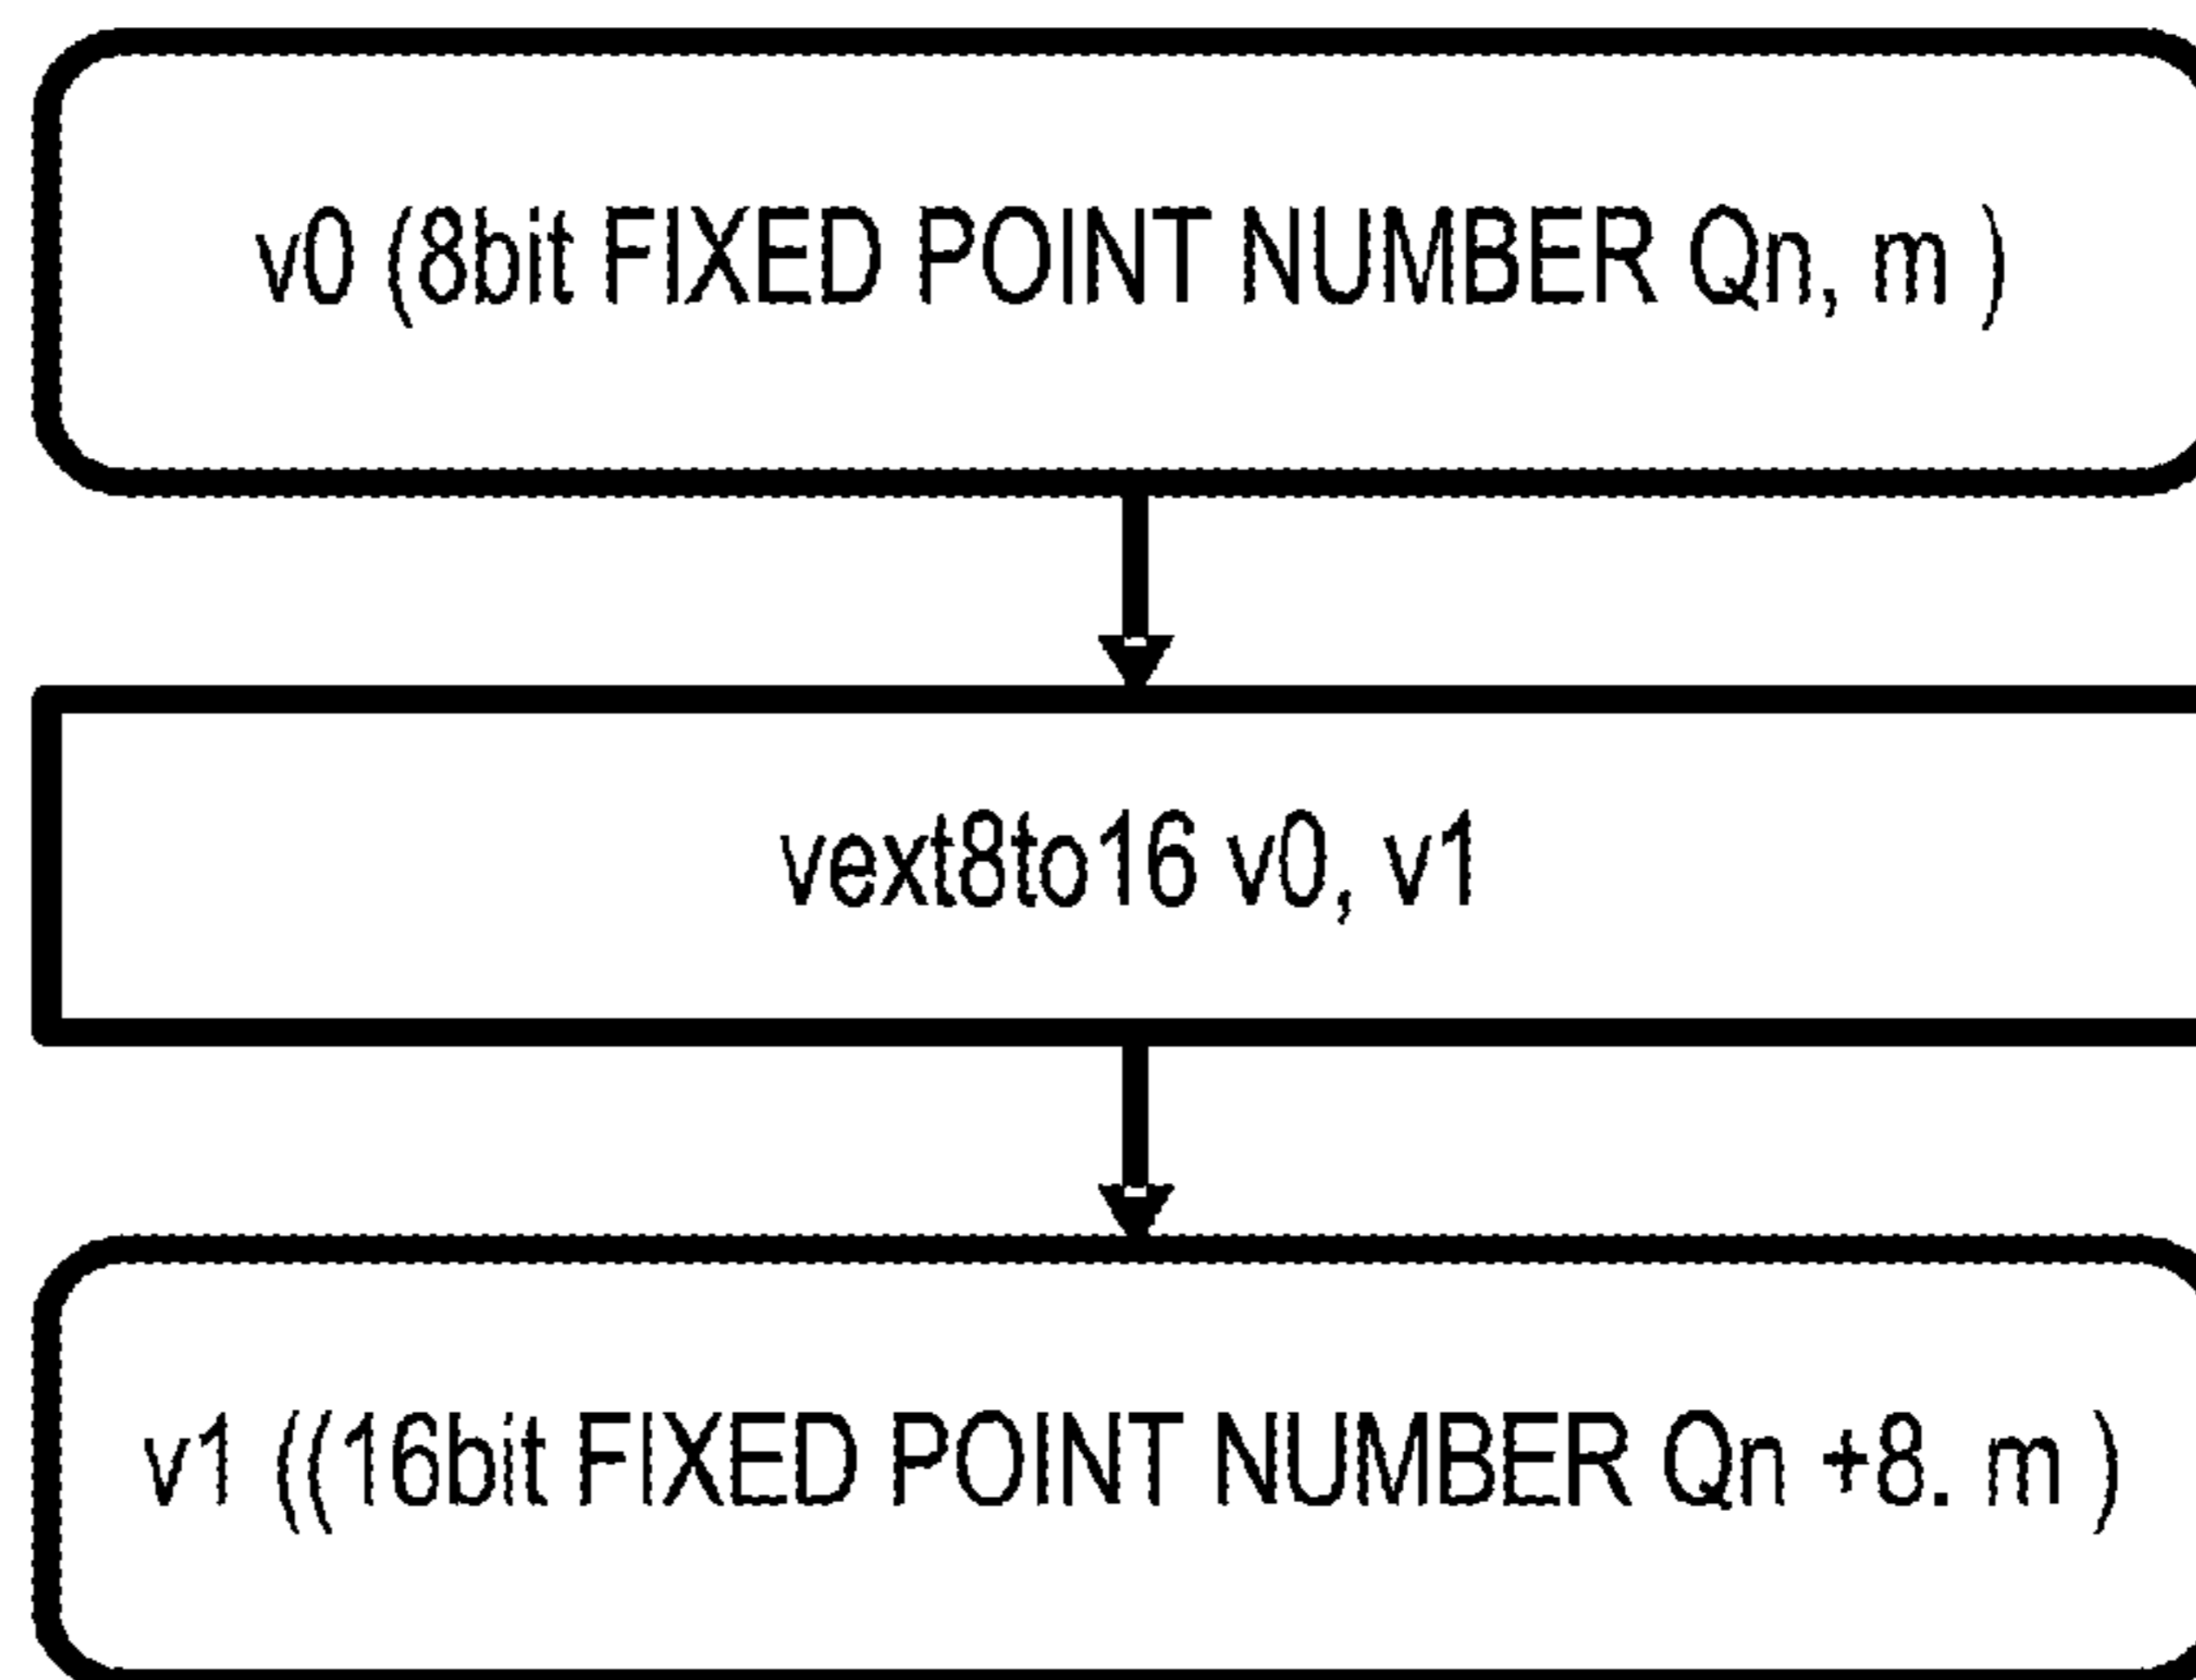 v0 (8bit FIXED POINT NUMBER Qn, m )
vext8to16 v0, v1
v1 ((16bit FIXED POINT NUMBER Qn +8. m )